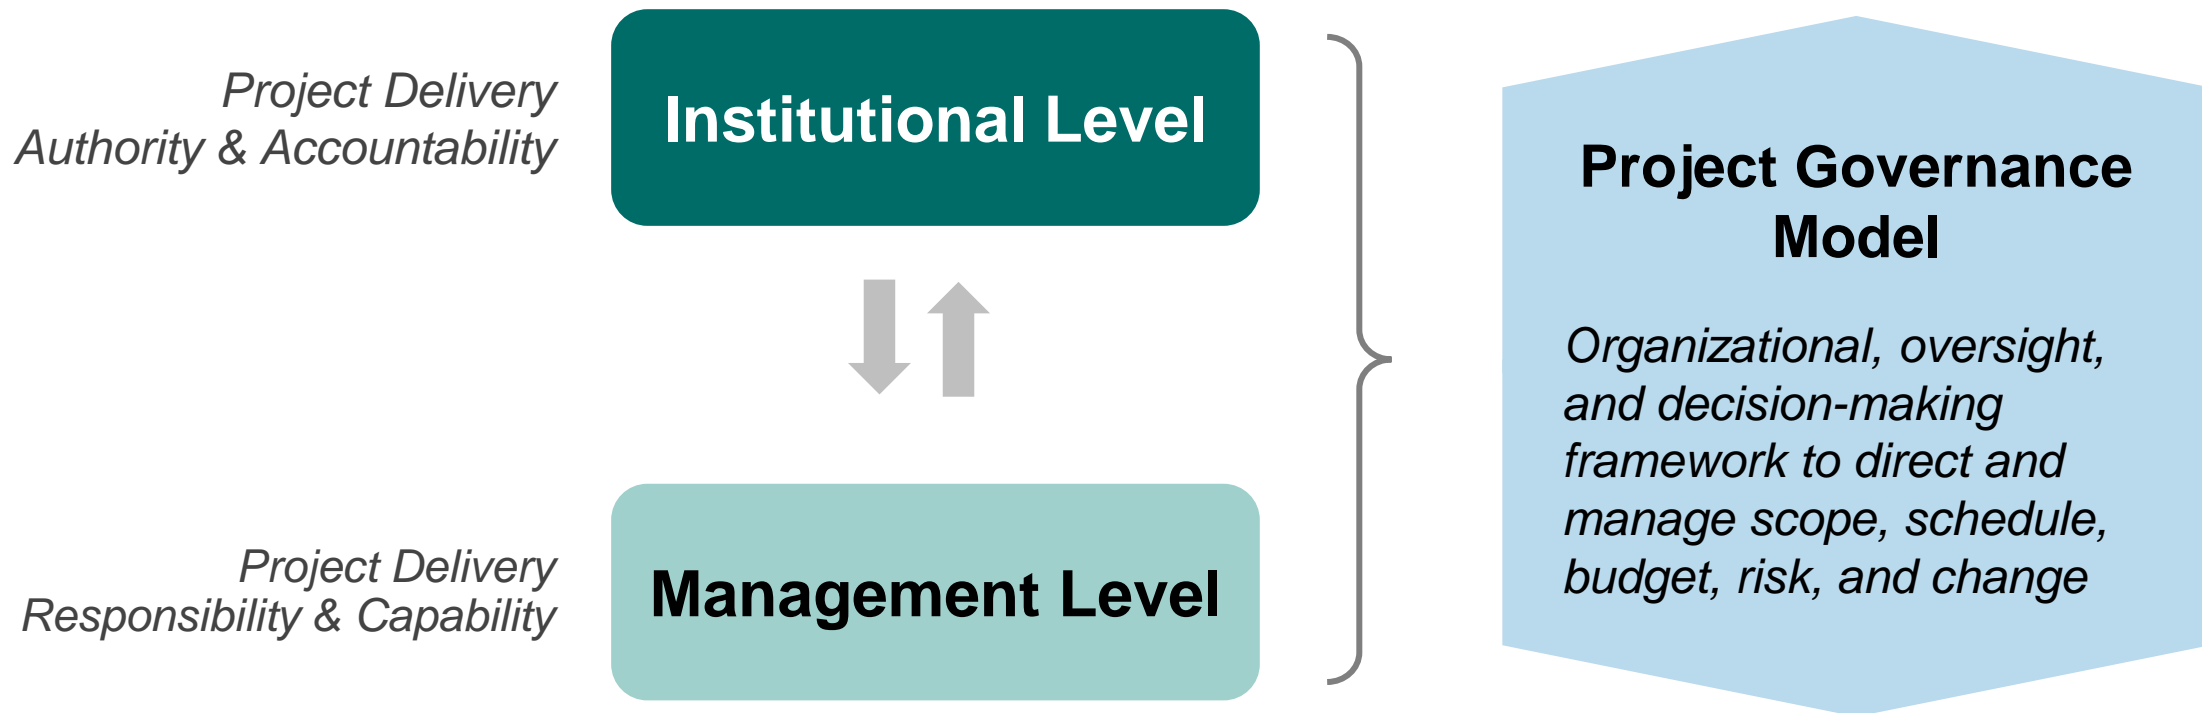 Project Delivery
Authority & Accountability
Institutional Level
Project Delivery
Responsibility & Capability
Management Level
Project Governance
Model
Organizational, oversight,
and decision-making
framework to direct and
manage scope, schedule,
budget, risk, and change